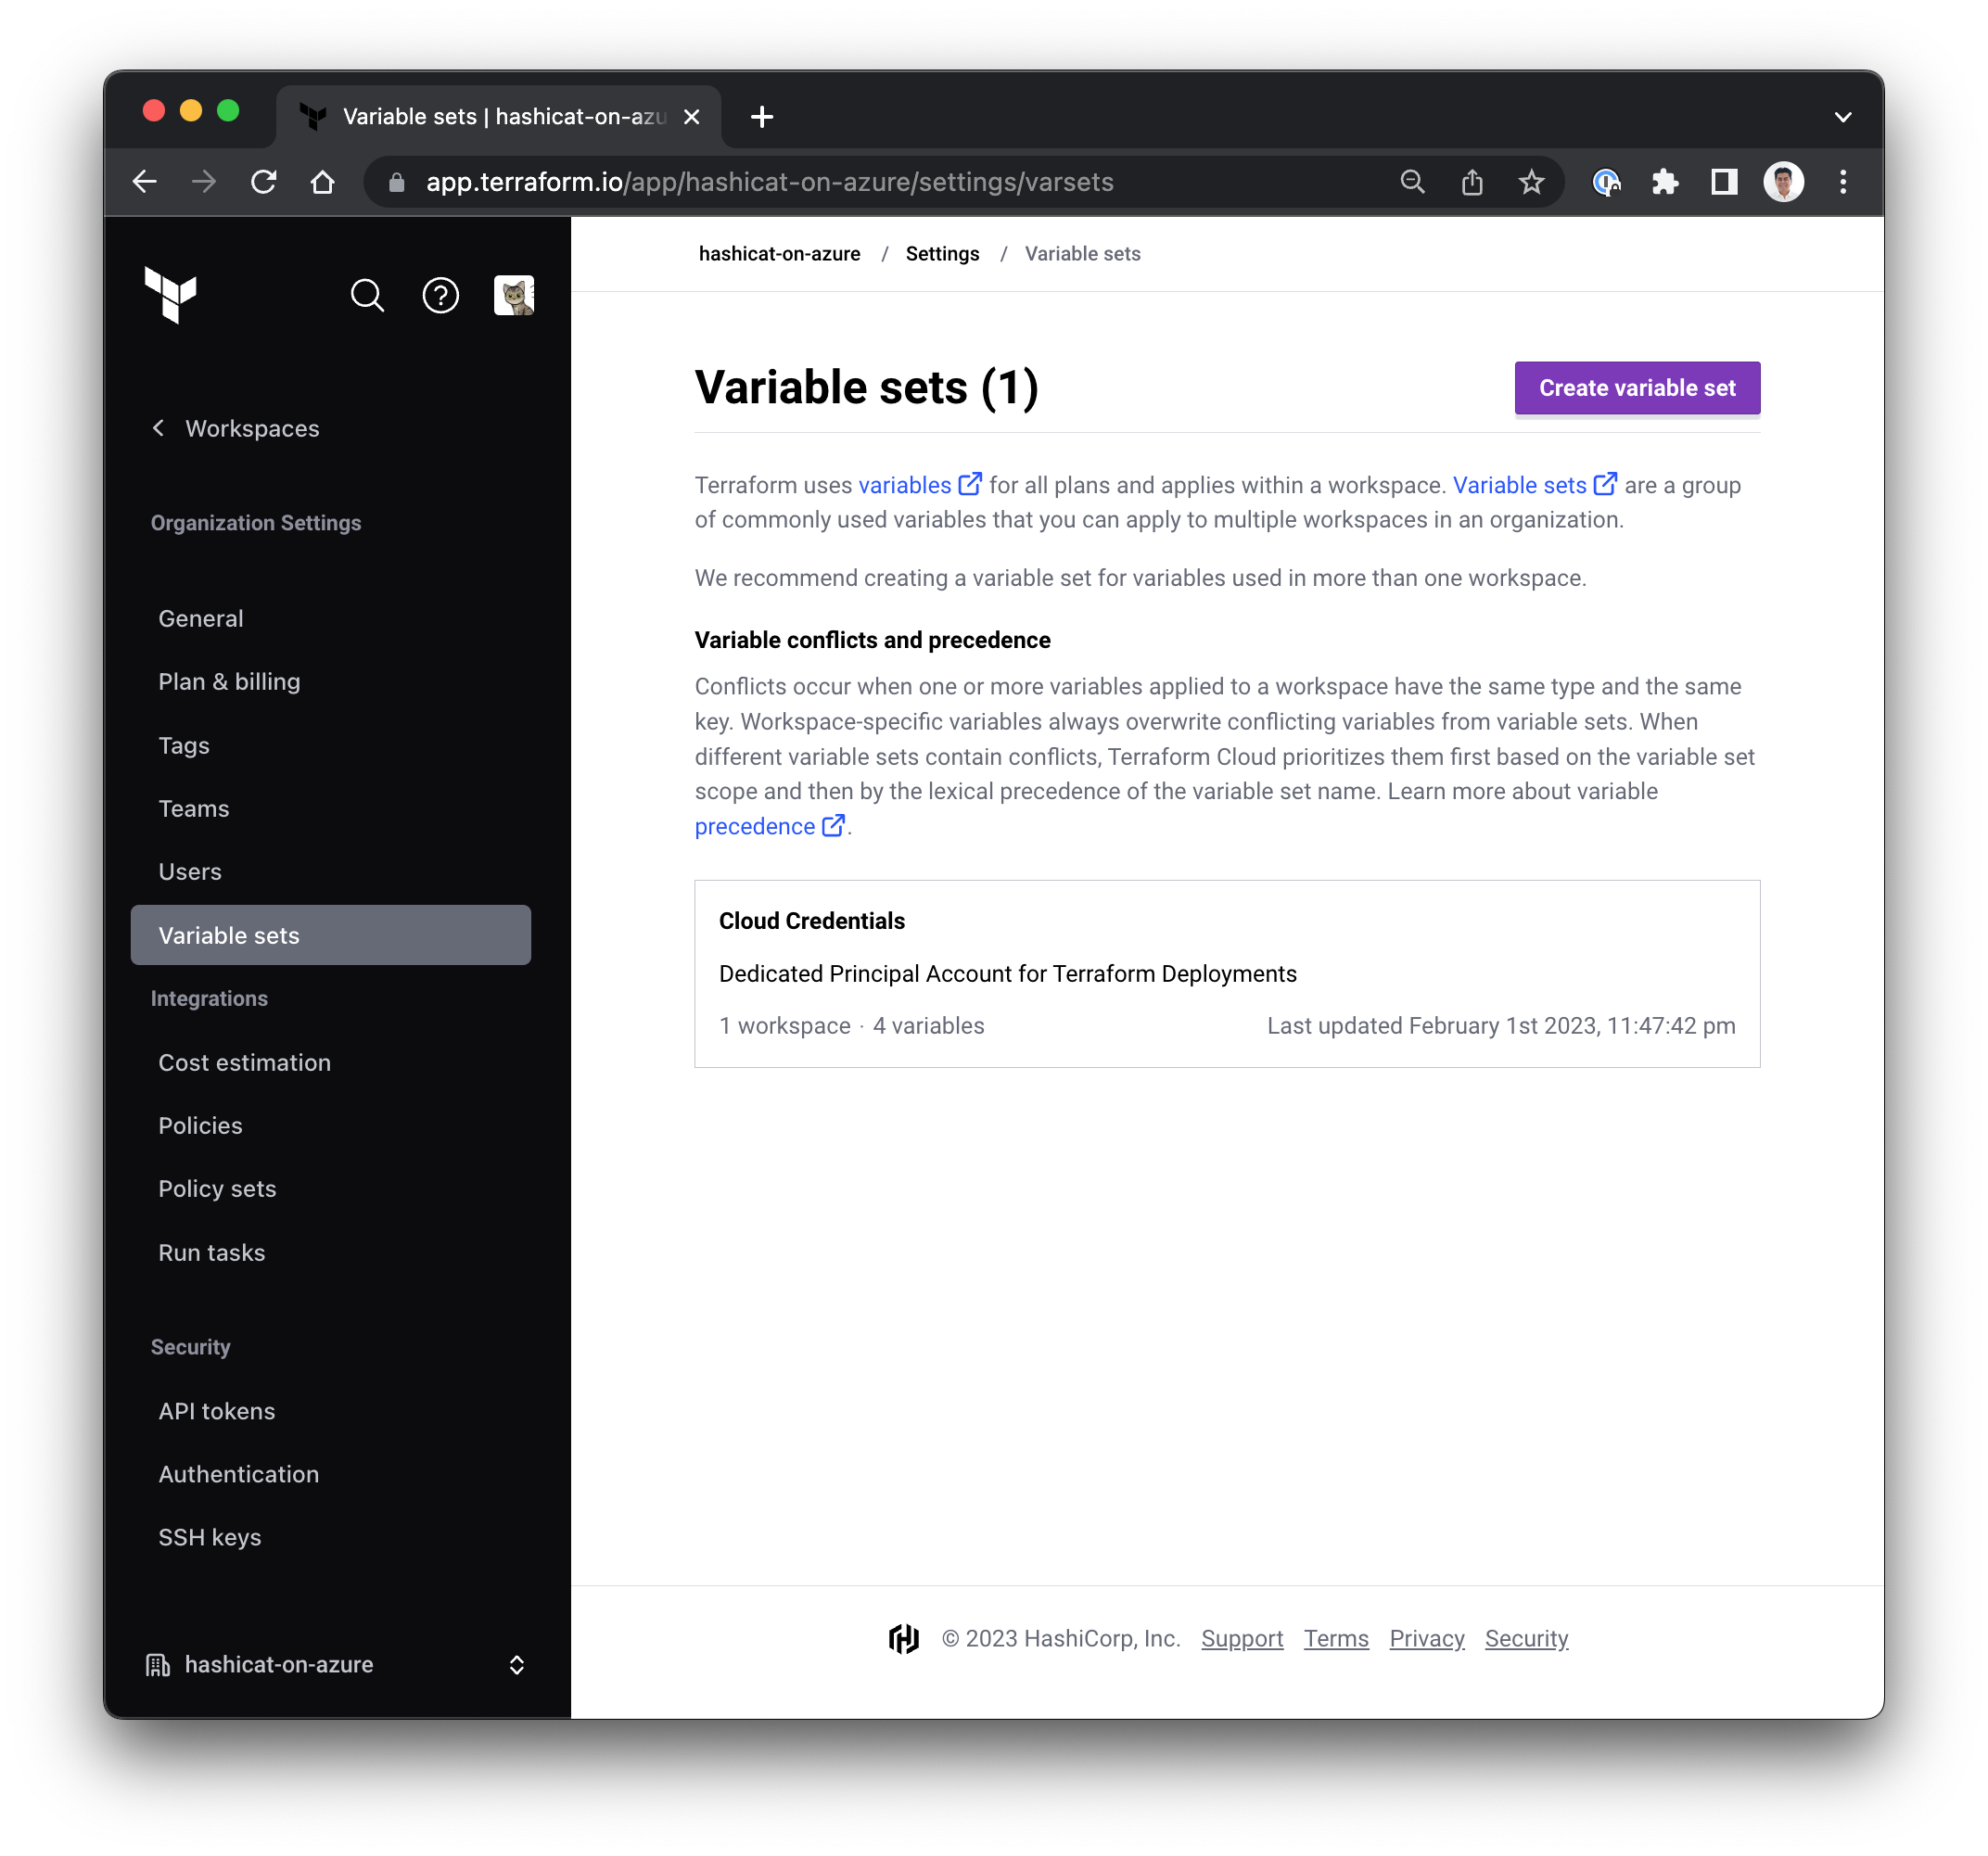 Variable sets | hashicat-on-azu
app.terraform.io/app/hashicat-on-azure/settings/varsets
Workspaces
Organization Settings
General
Plan & billing
Tags
Teams
Users
Variable sets
Integrations
Cost estimation
Policies
Policy sets
Run tasks
Security
API tokens
Authentication
SSH keys
hashicat-on-azure
hashicat-on-azure / Settings / Variable sets
Variable sets (1)
Create variable set
Terraform uses variables for all plans and applies within a workspace. Variable sets are a group
of commonly used variables that you can apply to multiple workspaces in an organization.
We recommend creating a variable set for variables used in more than one workspace.
Variable conflicts and precedence
Conflicts occur when one or more variables applied to a workspace have the same type and the same
key. Workspace-specific variables always overwrite conflicting variables from variable sets. When
different variable sets contain conflicts, Terraform Cloud prioritizes them first based on the variable set
scope and then by the lexical precedence of the variable set name. Learn more about variable
precedence .
Cloud Credentials
Dedicated Principal Account for Terraform Deployments
1 workspace · 4 variables Last updated February 1st 2023, 11:47:42 pm
© 2023 HashiCorp, Inc. Support Terms Privacy Security